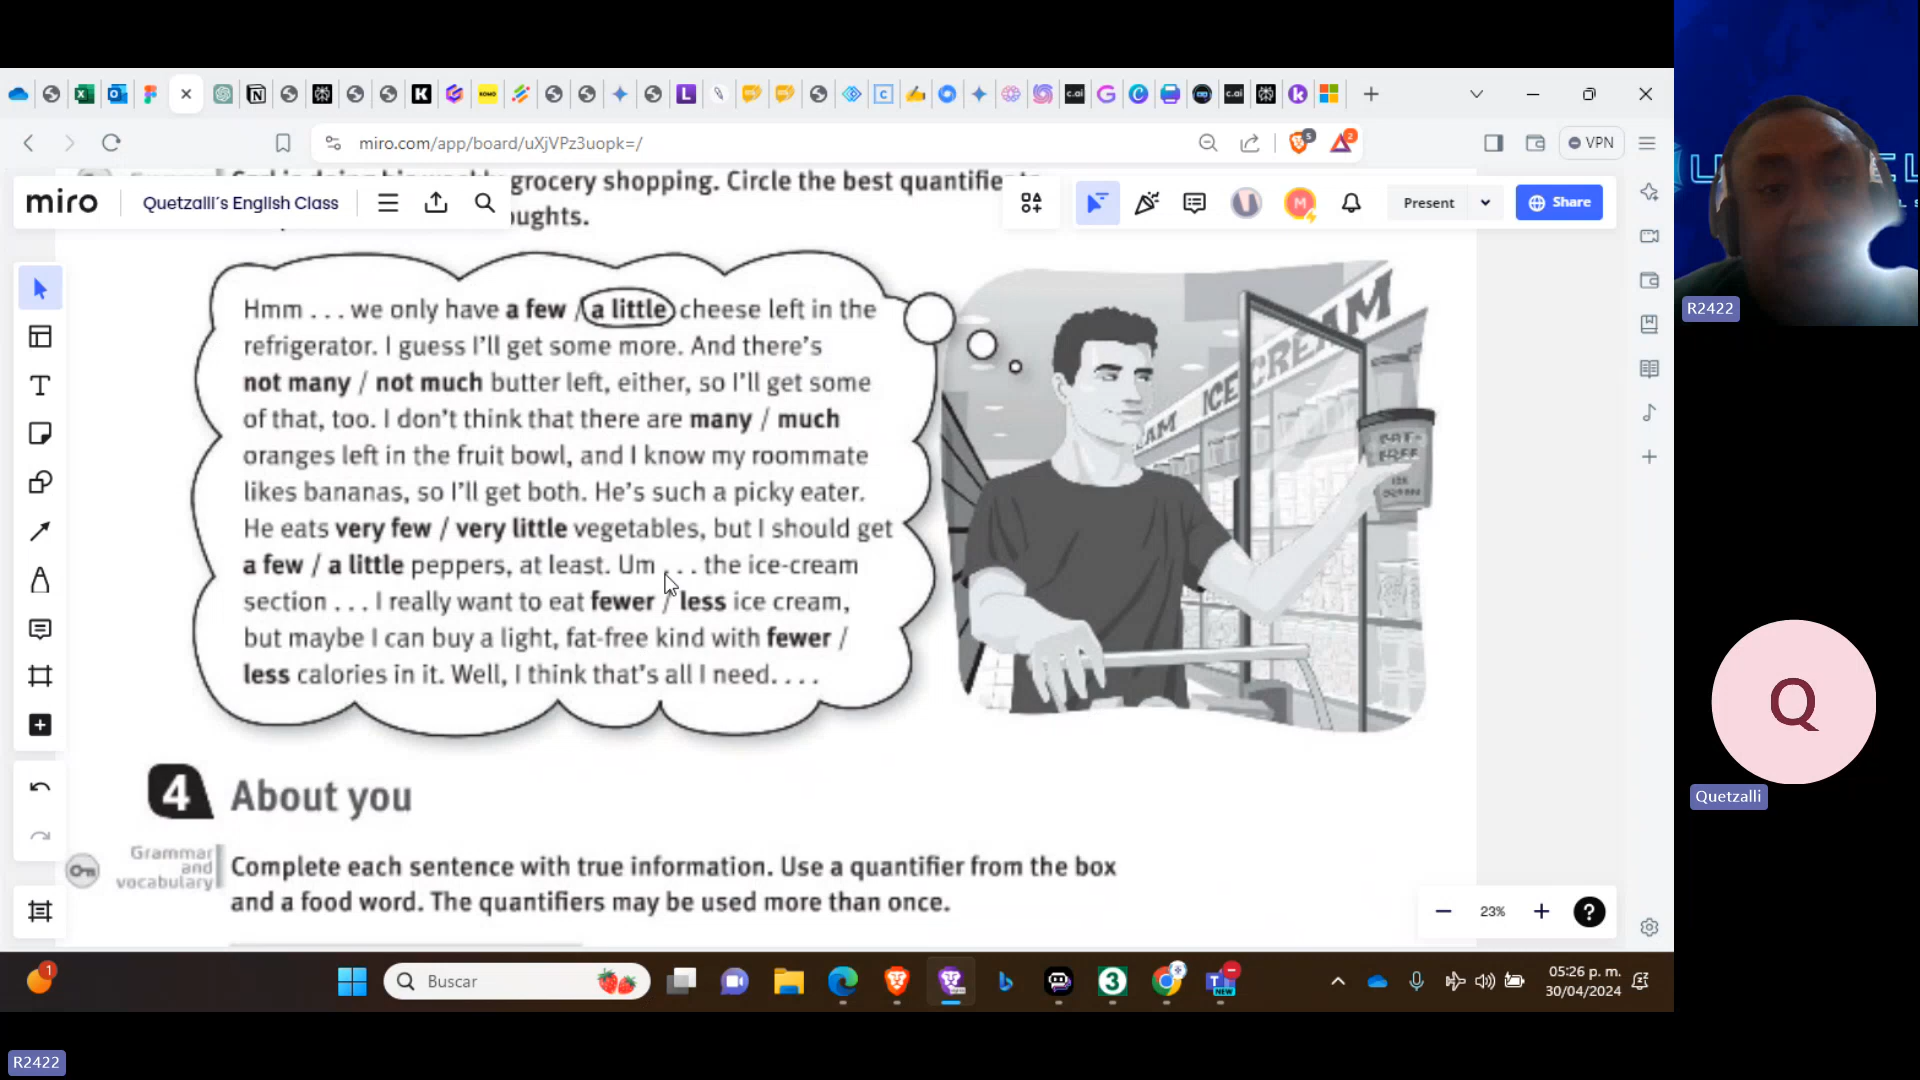 miro.com/app/board/uXjVPz3uopk=/
VPN
grocery shopping. Circle the best quantifie
oughts.
miro
Quetzalli´s English Class
M
Present
Share
Hmm . . . we only have a few / a little cheese left in the
refrigerator. I guess I'll get some more. And there's
not many / not much butter left, either, so I'll get some
of that, too. I don't think that there are many / much
oranges left in the fruit bowl, and I know my roommate
likes bananas, so I'll get both. He's such a picky eater.
He eats very few / very little vegetables, but I should get
a few / a little peppers, at least. Um . . . the ice-cream
section . . . I really want to eat fewer / less ice cream,
but maybe I can buy a light, fat-free kind with fewer /
less calories in it. Well, I think that's all I need. . . .
ICE CREAM
EAM
FAT-
FREE
ICE
CREAM
4 About you
Grammar
and
vocabulary
Complete each sentence with true information. Use a quantifier from the box
and a food word. The quantifiers may be used more than once.
23%
Buscar
05:26 p. m.
30/04/2024
R2422
Q
Quetzalli
R2422